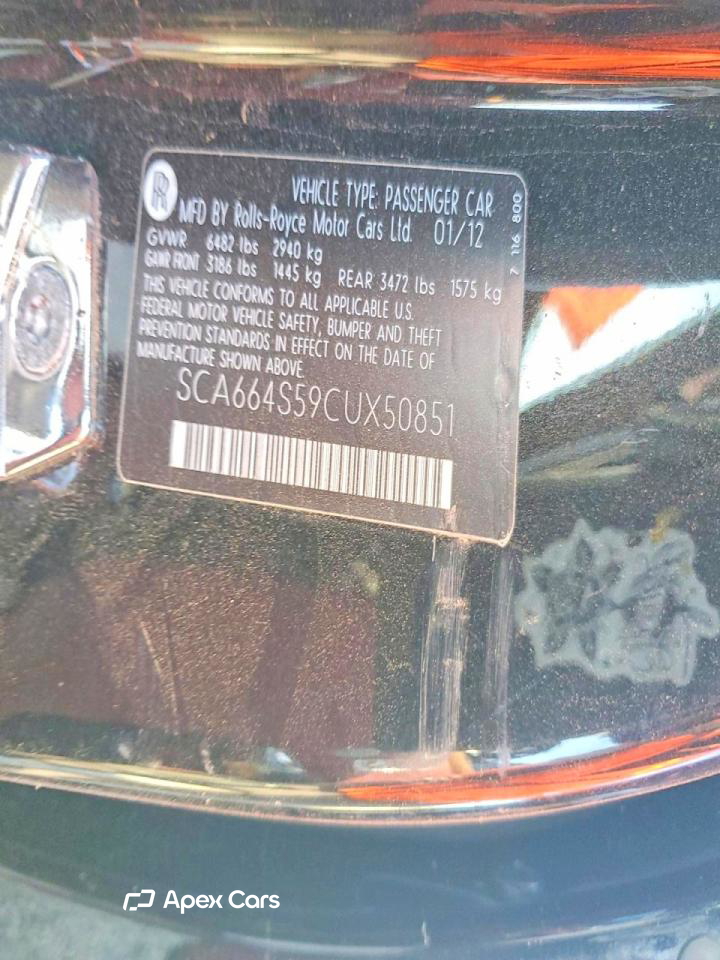 VEHICLE TYPE: PASSENGER CAR
MFD BY Rolls-Royce Motor Cars Ltd. 01/12
GVWR 6482 lbs 2940 kg
GAWR FRONT 3186 lbs 1445 kg REAR 3472 lbs 1575 kg
THIS VEHICLE CONFORMS TO ALL APPLICABLE U.S.
FEDERAL MOTOR VEHICLE SAFETY, BUMPER AND THEFT
PREVENTION STANDARDS IN EFFECT ON THE DATE OF
MANUFACTURE SHOWN ABOVE.
SCA664S59CUX50851
7 116 800
Apex Cars